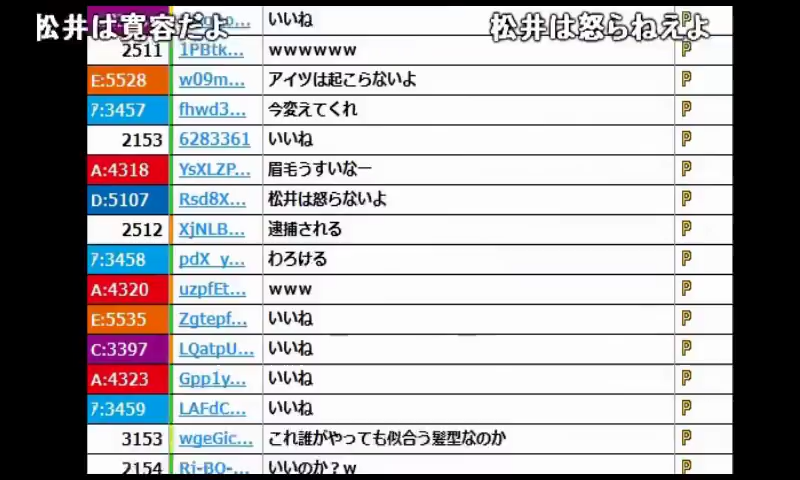 松井は寛容だよ
松井は怒らねえよ
いいね P
2511 1PBtk... wwwwww P
E:5528 w09m... アイツは起こらないよ P
ｱ:3457 fhwd3... 今変えてくれ P
2153 6283361 いいね P
A:4318 YsXLZP... 眉毛うすいなー P
D:5107 Rsd8X... 松井は怒らないよ P
2512 XjNLB... 逮捕される P
ｱ:3458 pdX_y... わろける P
A:4320 uzpfEt... www P
E:5535 Zgtepf... いいね P
C:3397 LQatpU... いいね P
A:4323 Gpp1y... いいね P
ｱ:3459 LAFdC... いいね P
3153 wgeGic... これ誰がやっても似合う髪型なのか P
2154 Ri-BO-... いいのか？w P